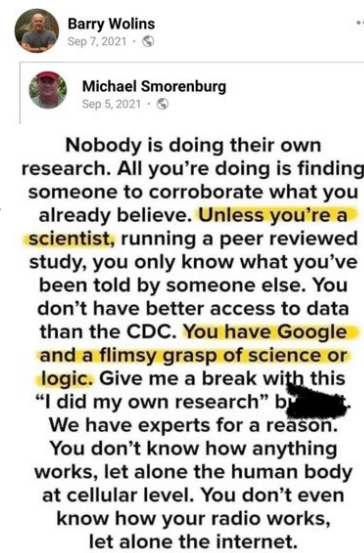 Barry Wolins
Sep 7, 2021 ·
Michael Smorenburg
Sep 5, 2021 ·
Nobody is doing their own
research. All you're doing is finding
someone to corroborate what you
already believe. Unless you're a
scientist, running a peer reviewed
study, you only know what you've
been told by someone else. You
don't have better access to data
than the CDC. You have Google
and a flimsy grasp of science or
logic. Give me a break with this
“I did my own research”
We have experts for a reason.
You don't know how anything
works, let alone the human body
at cellular level. You don't even
know how your radio works,
let alone the internet.